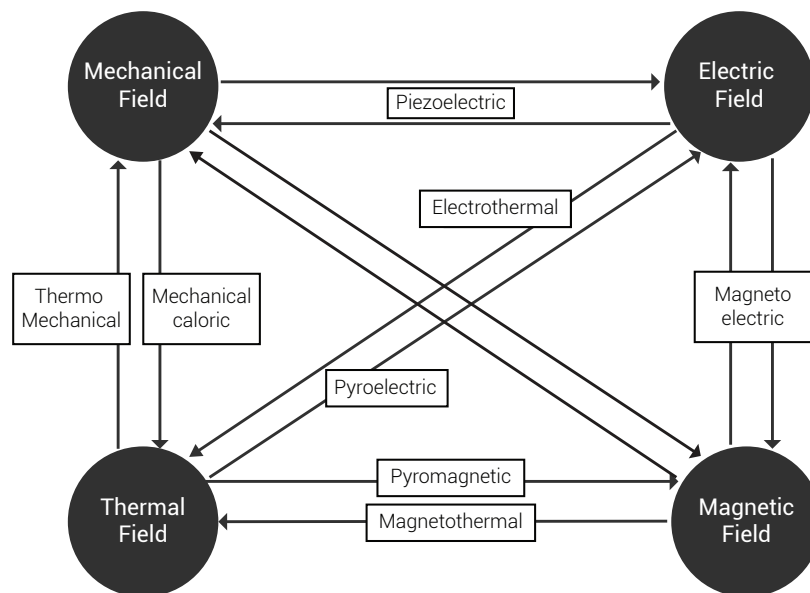 Mechanical
Field
Electric
Field
Piezoelectric
Electrothermal
Thermo
Mechanical
Mechanical
caloric
Magneto
electric
Pyroelectric
Thermal
Field
Pyromagnetic
Magnetothermal
Magnetic
Field